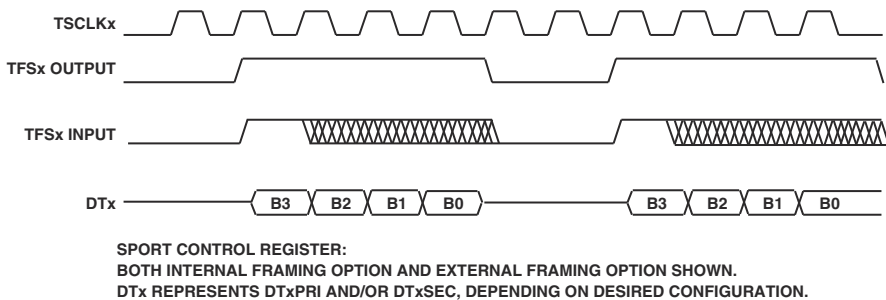 TSCLKx
TFSx OUTPUT
TFSx INPUT
DTx B3 B2 B1 B0 B3 B2 B1 B0
SPORT CONTROL REGISTER:
BOTH INTERNAL FRAMING OPTION AND EXTERNAL FRAMING OPTION SHOWN.
DTx REPRESENTS DTxPRI AND/OR DTxSEC, DEPENDING ON DESIRED CONFIGURATION.